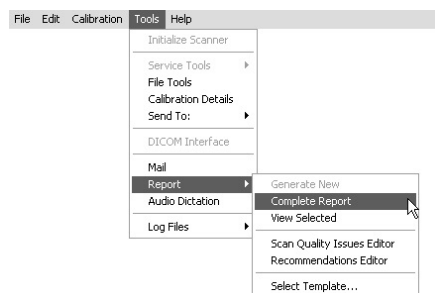 File Edit Calibration Tools Help
Initialize Scanner
Service Tools
File Tools
Calibration Details
Send To:
DICOM Interface
Mail
Report
Audio Dictation
Log Files
Generate New
Complete Report
View Selected
Scan Quality Issues Editor
Recommendations Editor
Select Template...